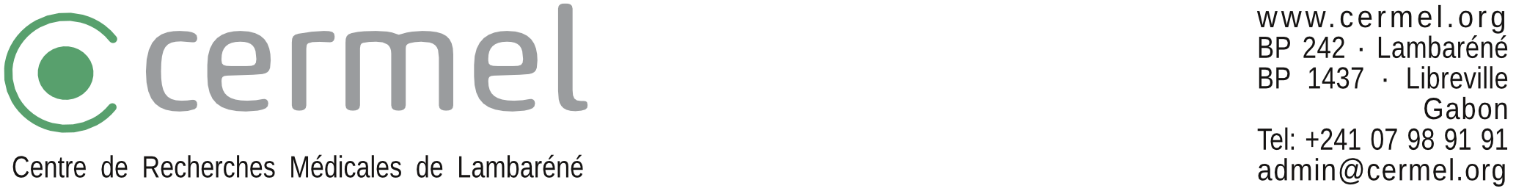 cermel
Centre de Recherches Médicales de Lambaréné
www.cermel.org
BP 242 · Lambaréné
BP 1437 · Libreville
Gabon
Tel: +241 07 98 91 91
admin@cermel.org